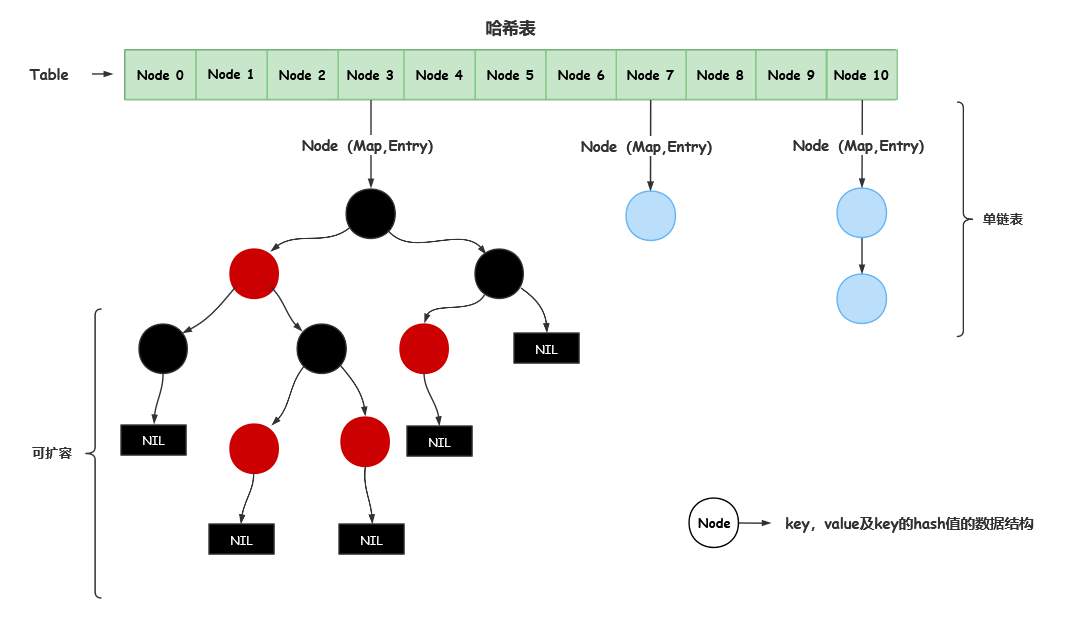 哈希表
Table
Node 0
Node 1
Node 2
Node 3
Node 4
Node 5
Node 6
Node 7
Node 8
Node 9
Node 10
Node (Map,Entry)
Node (Map,Entry)
Node (Map,Entry)
单链表
NIL
NIL
NIL
可扩容
NIL
NIL
Node
key，value及key的hash值的数据结构